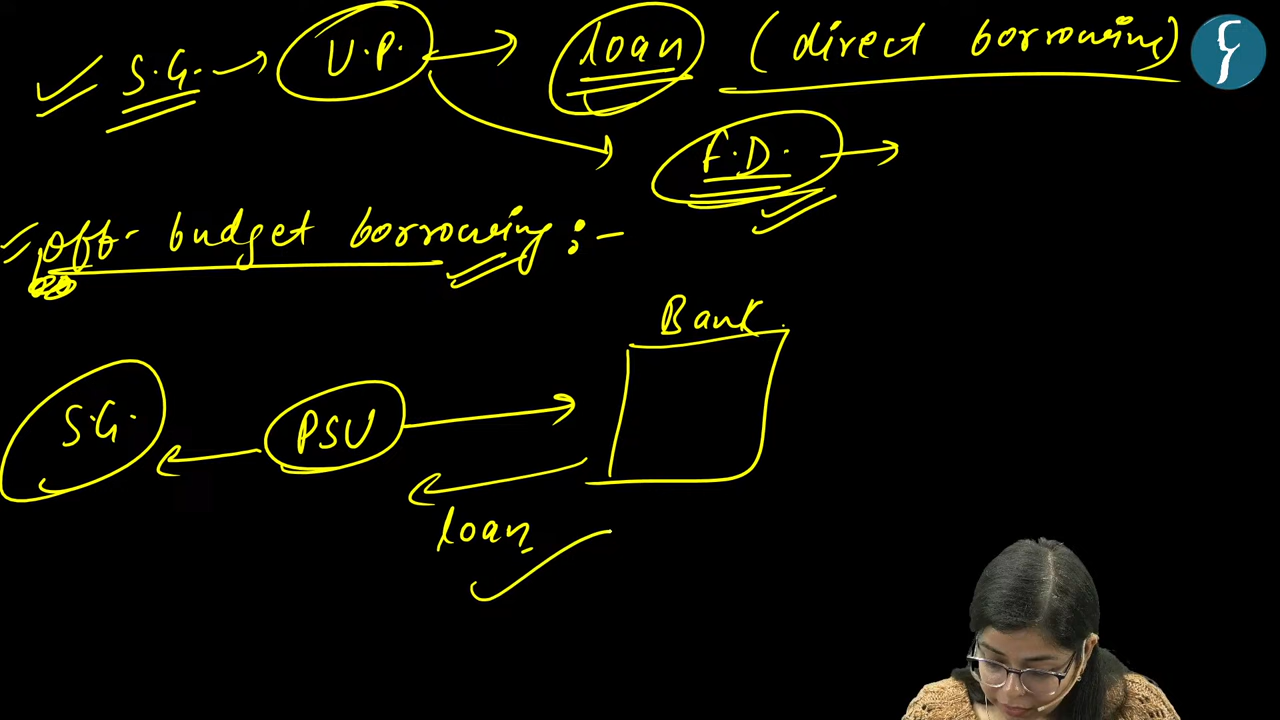 S.G. → U.P. → loan (direct borrowing)
F.D. →
off-budget borrowing :-
Bank
S.G. ← PSU →
loan